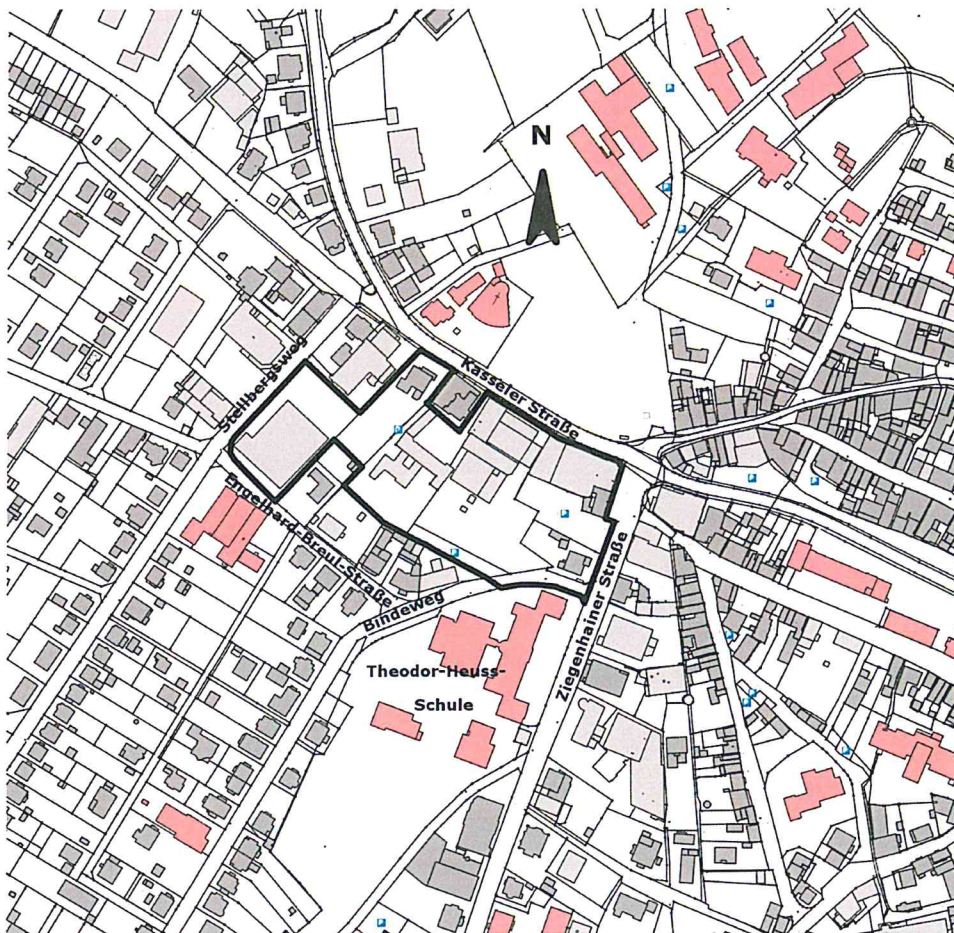 N
Kasseler Straße
Stellbergsweg
Engelhard-Breul-Straße
Bindeweg
Ziegenhainer Straße
Theodor-Heuss-
Schule